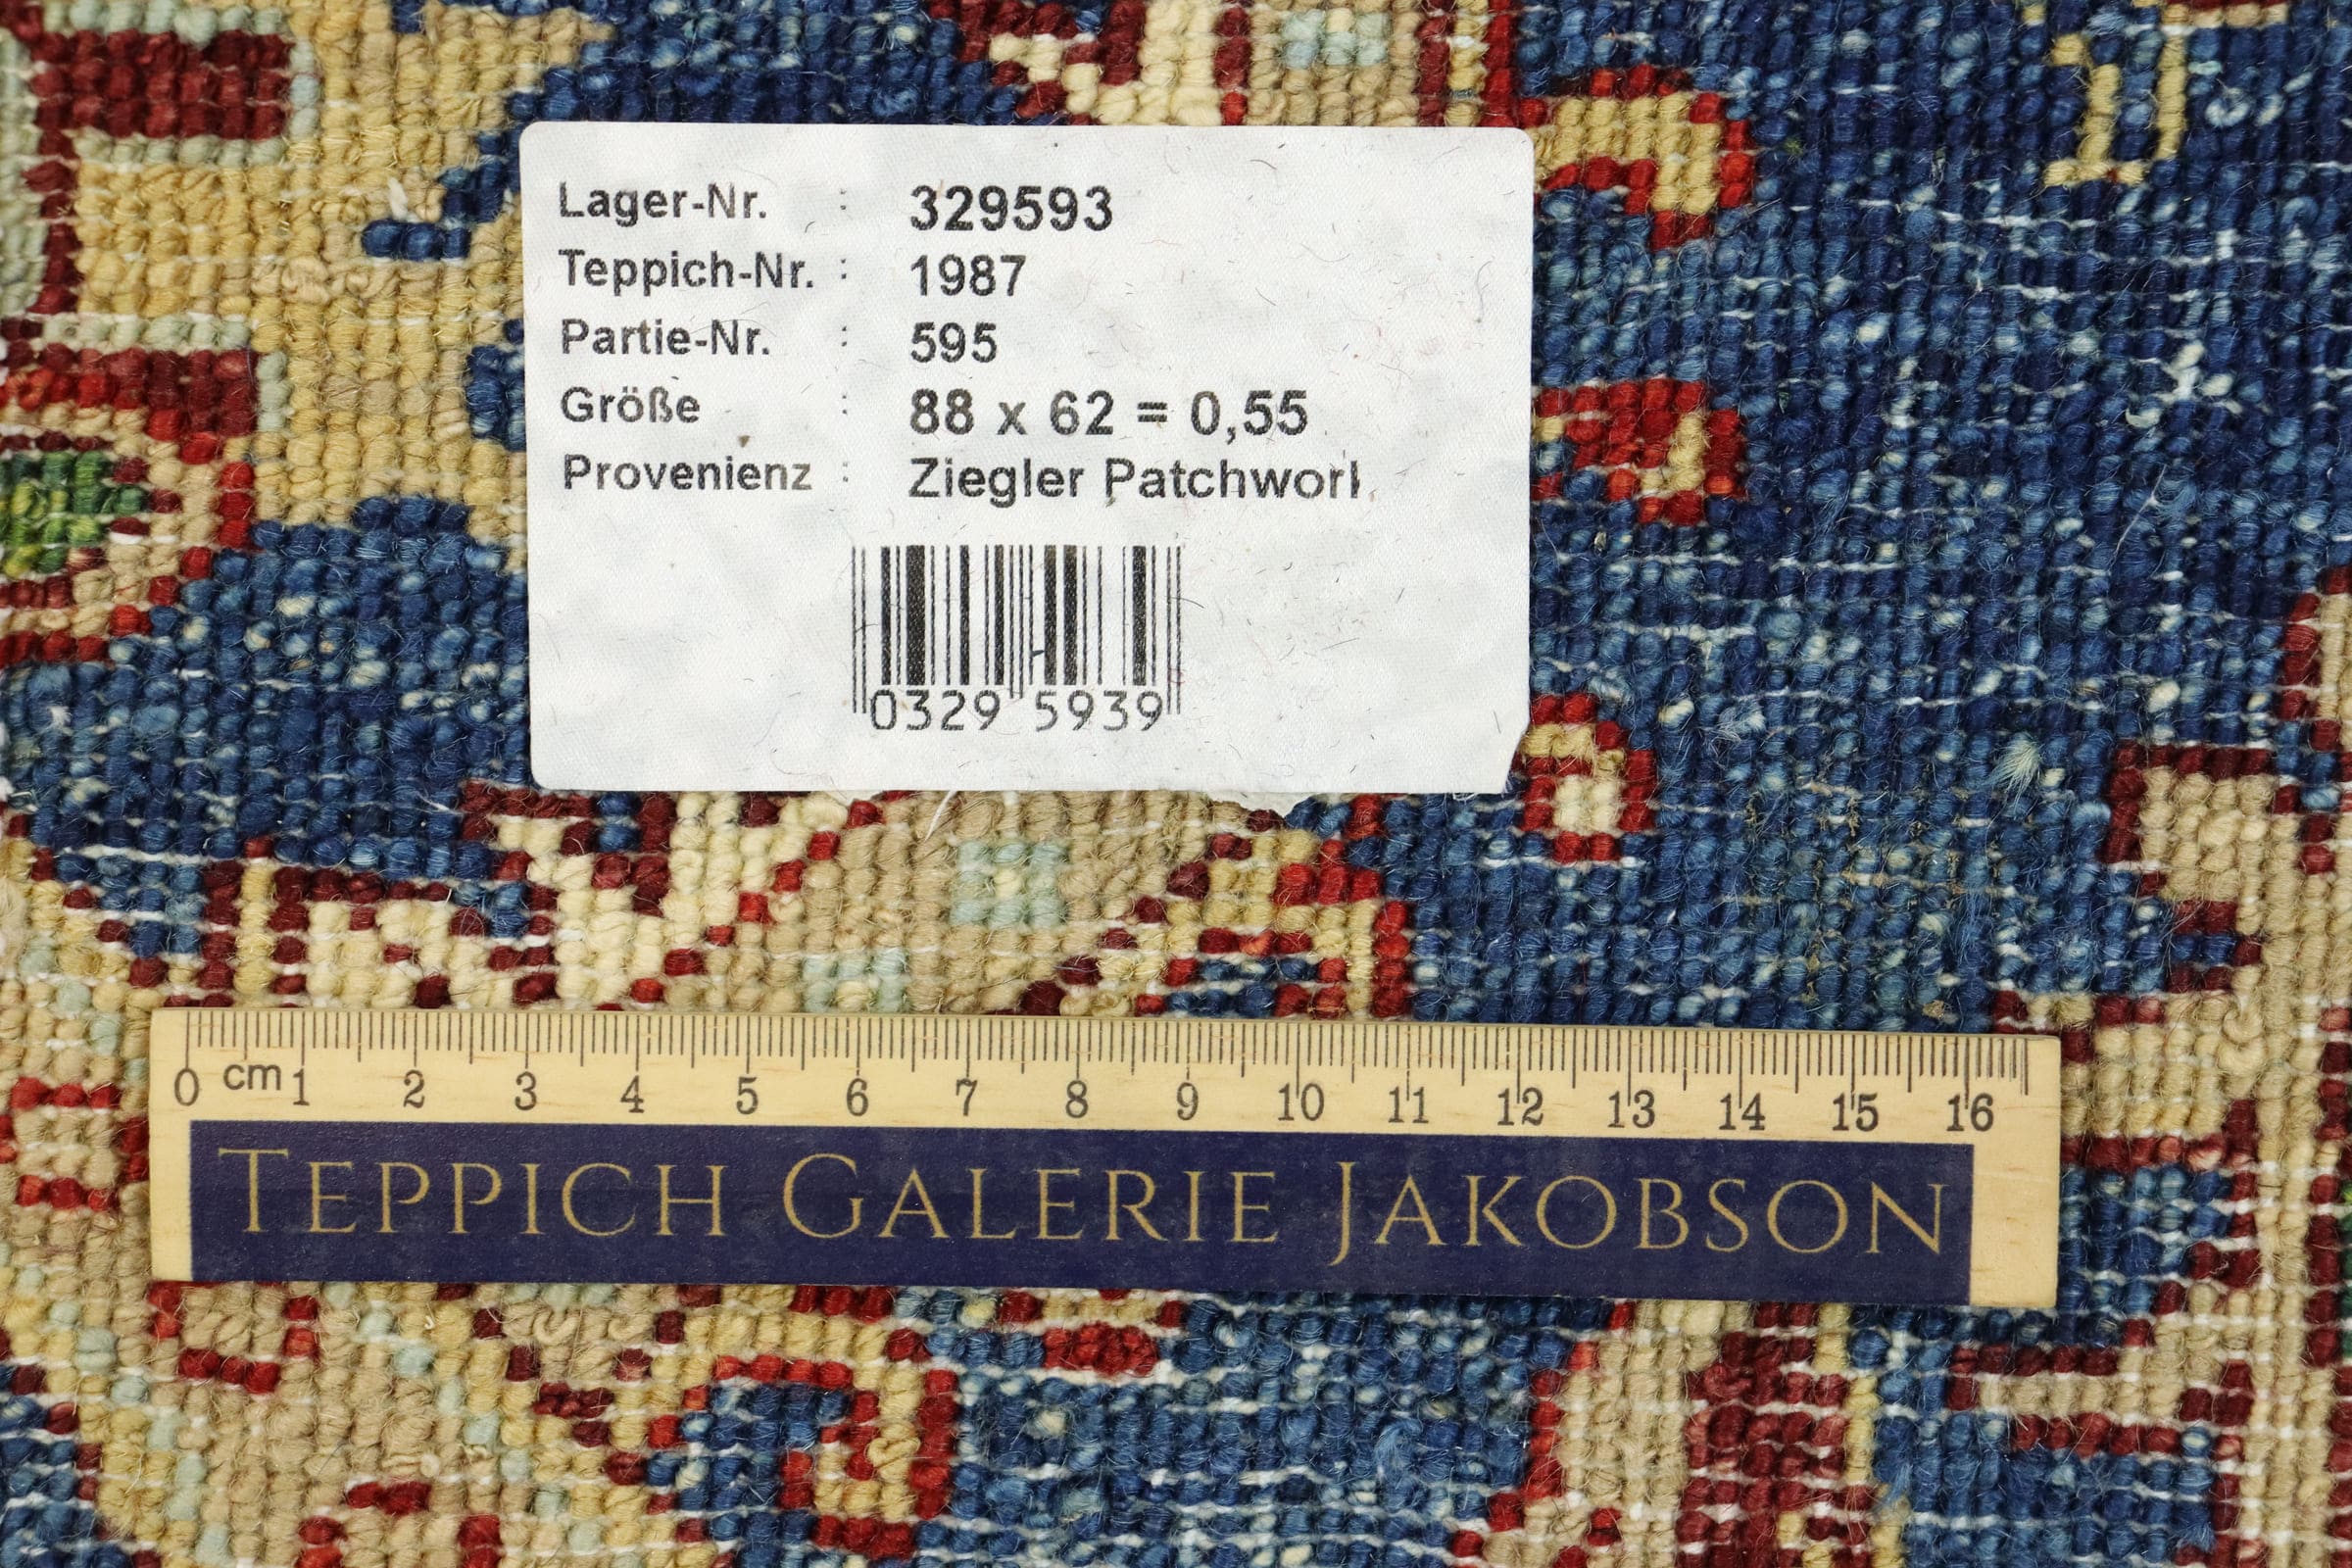 Lager-Nr. : 329593
Teppich-Nr. : 1987
Partie-Nr. : 595
Größe : 88 x 62 = 0,55
Provenienz : Ziegler Patchworl
0329 5939
0 cm 1 2 3 4 5 6 7 8 9 10 11 12 13 14 15 16
TEPPICH GALERIE JAKOBSON